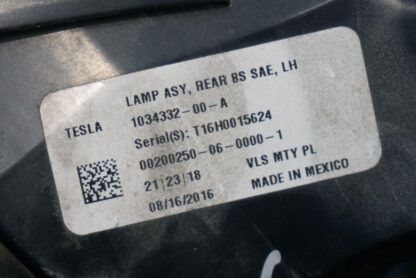 LAMP ASY, REAR BS SAE, LH
TESLA 1034332-00-A
Serial(S): T16H0015624
00200250-06-0000-1
21|23|18 VLS MTY PL
08/16/2016 MADE IN MEXICO